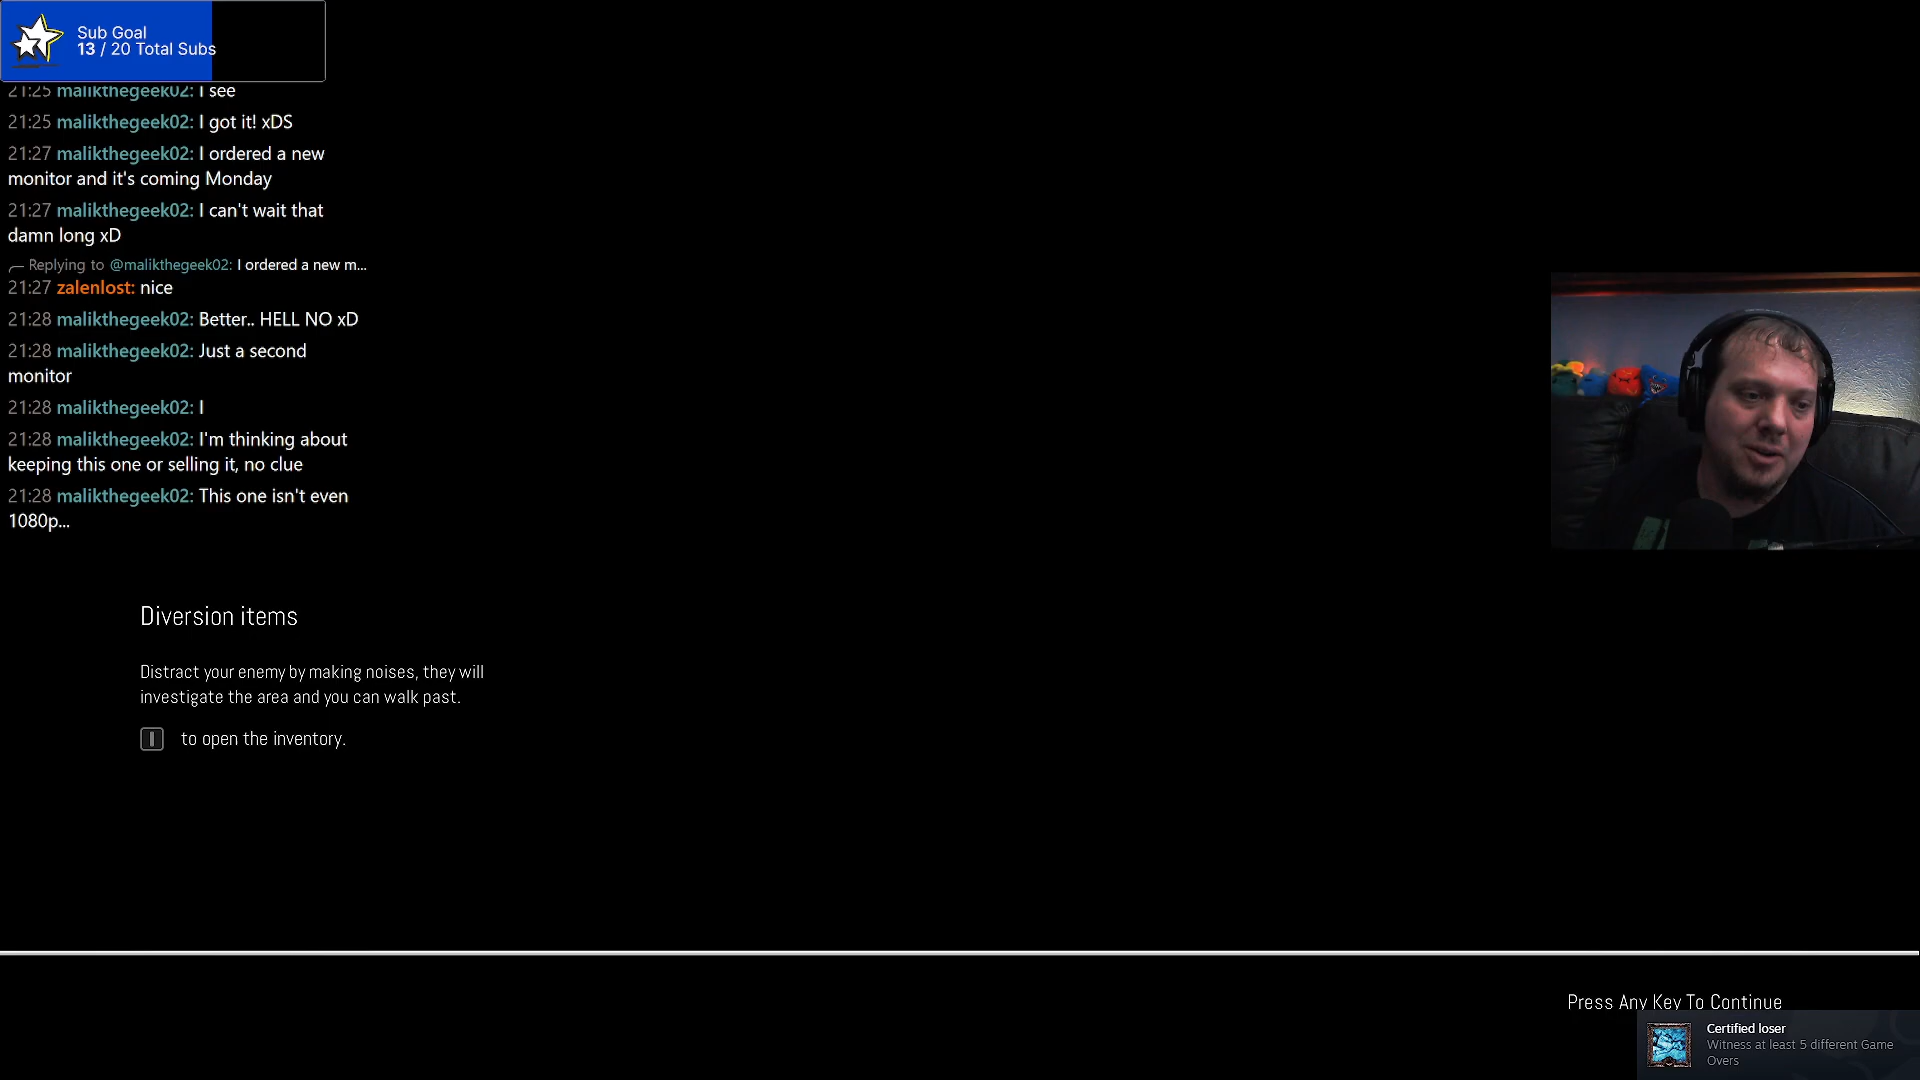 Sub Goal
13 / 20 Total Subs
21:25 malikthegeek02: I see
21:25 malikthegeek02: I got it! xDS
21:27 malikthegeek02: I ordered a new
monitor and it's coming Monday
21:27 malikthegeek02: I can't wait that
damn long xD
Replying to @malikthegeek02: I ordered a new m...
21:27 zalenlost: nice
21:28 malikthegeek02: Better.. HELL NO xD
21:28 malikthegeek02: Just a second
monitor
21:28 malikthegeek02: I
21:28 malikthegeek02: I'm thinking about
keeping this one or selling it, no clue
21:28 malikthegeek02: This one isn't even
1080p...
Diversion items
Distract your enemy by making noises, they will
investigate the area and you can walk past.
I to open the inventory.
Press Any Key To Continue
Certified loser
Witness at least 5 different Game
Overs